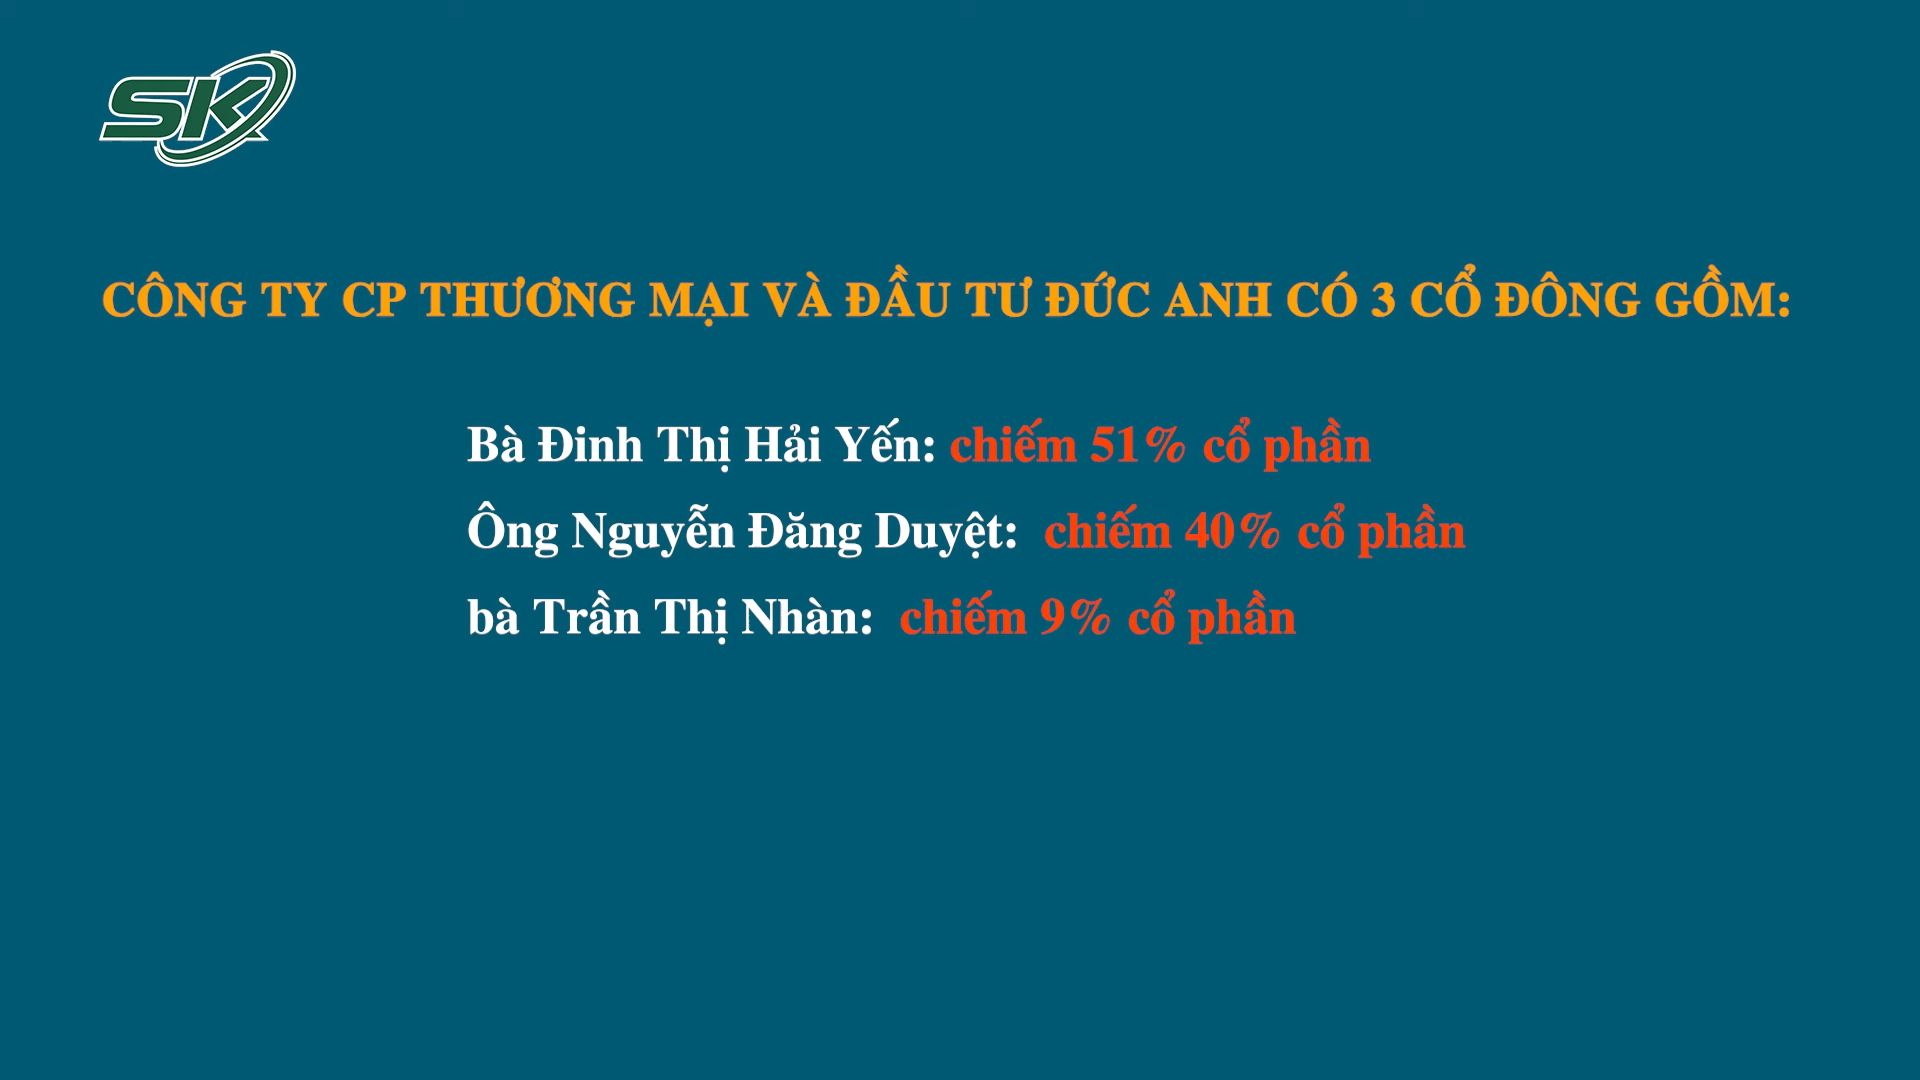 SK
CÔNG TY CP THƯƠNG MẠI VÀ ĐẦU TƯ ĐỨC ANH CÓ 3 CỔ ĐÔNG GỒM:
Bà Đinh Thị Hải Yến: chiếm 51% cổ phần
Ông Nguyễn Đăng Duyệt: chiếm 40% cổ phần
bà Trần Thị Nhàn: chiếm 9% cổ phần